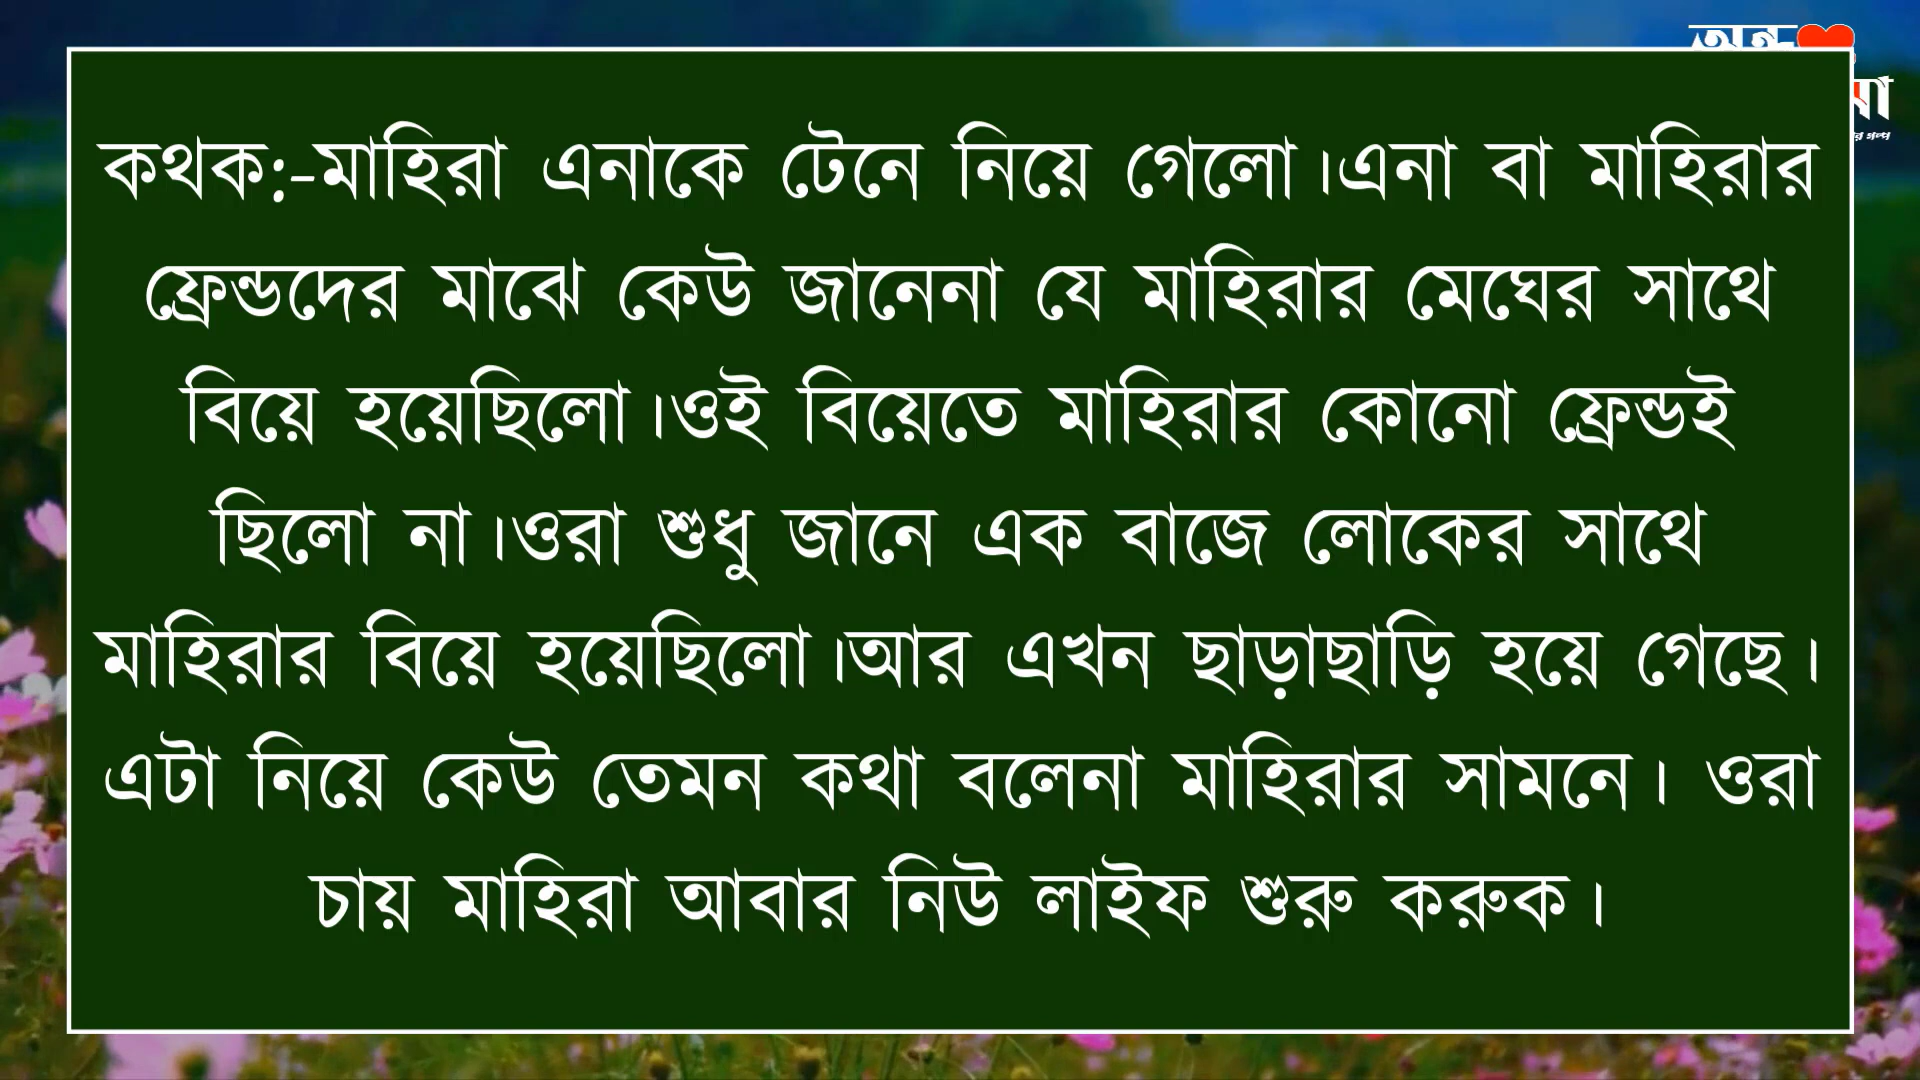 কথক:-মাহিরা এনাকে টেনে নিয়ে গেলো।এনা বা মাহিরার
ফ্রেন্ডদের মাঝে কেউ জানেনা যে মাহিরার মেঘের সাথে
বিয়ে হয়েছিলো।ওই বিয়েতে মাহিরার কোনো ফ্রেন্ডই
ছিলো না।ওরা শুধু জানে এক বাজে লোকের সাথে
মাহিরার বিয়ে হয়েছিলো।আর এখন ছাড়াছাড়ি হয়ে গেছে।
এটা নিয়ে কেউ তেমন কথা বলেনা মাহিরার সামনে। ওরা
চায় মাহিরা আবার নিউ লাইফ শুরু করুক।